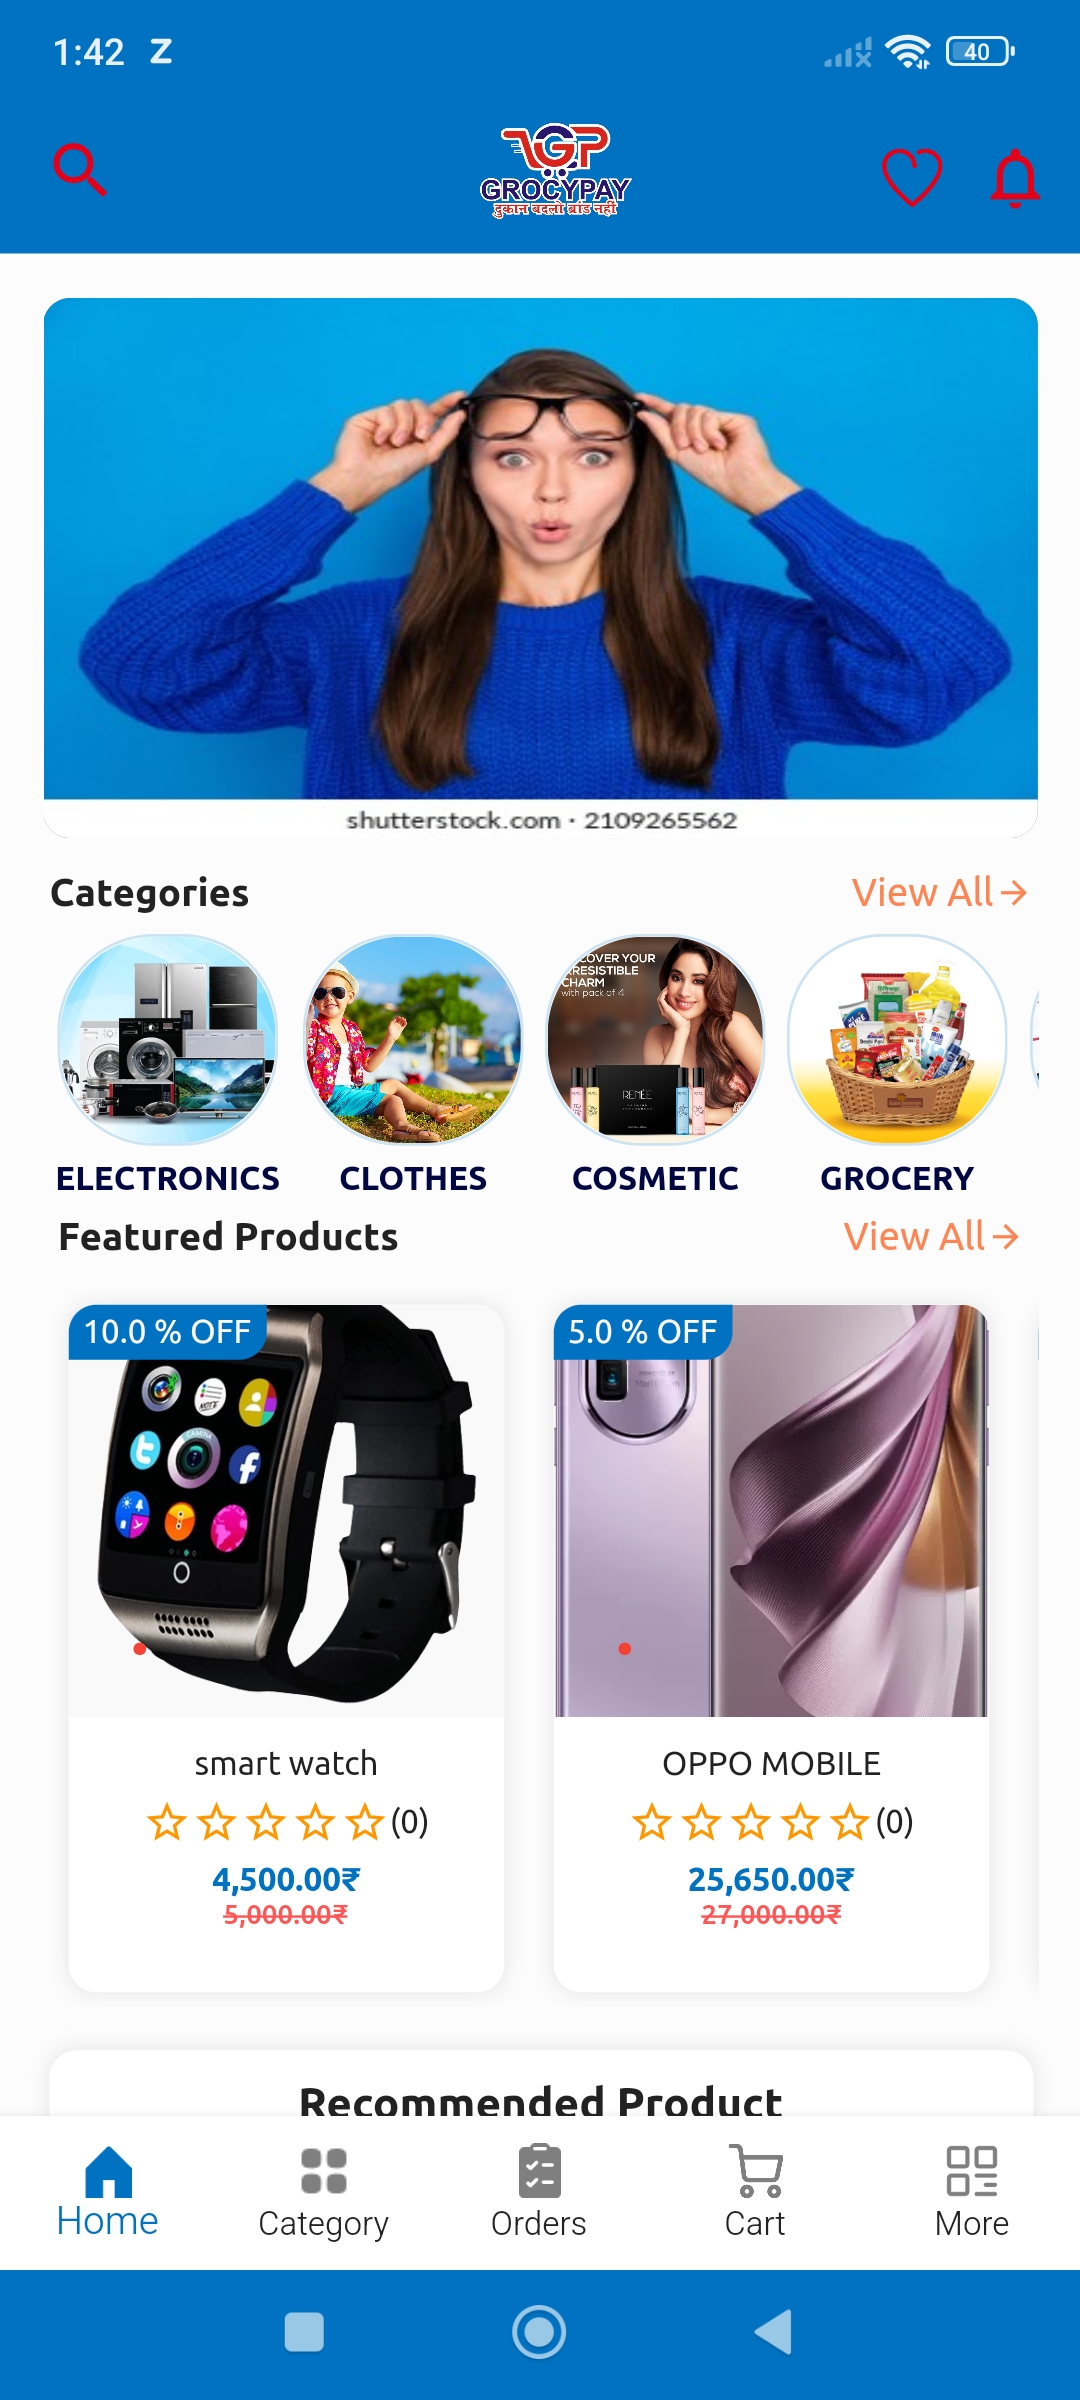 1:42 Z
40
GP
GROCYPAY
दुकान बदलो ब्रांड नहीं
shutterstock.com · 2109265562
Categories
View All→
COVER YOUR
RRESISTIBLE
CHARM
with pack of 4
RENÉE
ELECTRONICS
CLOTHES
COSMETIC
GROCERY
Featured Products
View All→
10.0 % OFF
5.0 % OFF
NOTE
smart watch
OPPO MOBILE
(0)
(0)
4,500.00₹
25,650.00₹
5,000.00₹
27,000.00₹
Recommended Product
Home
Category
Orders
Cart
More